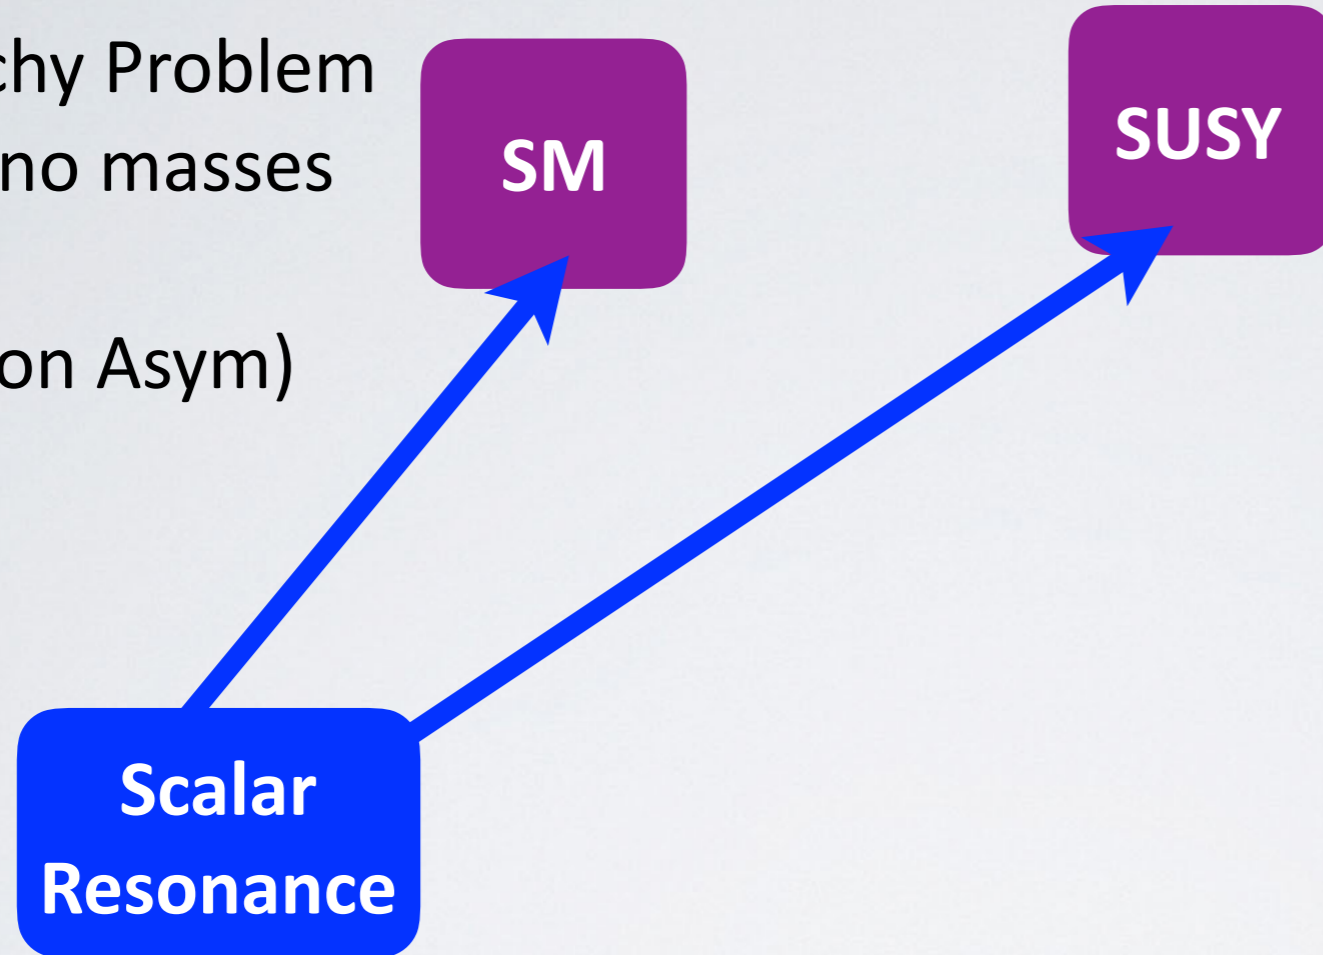 chy Problem
no masses
on Asym)
SM
SUSY
Scalar
Resonance